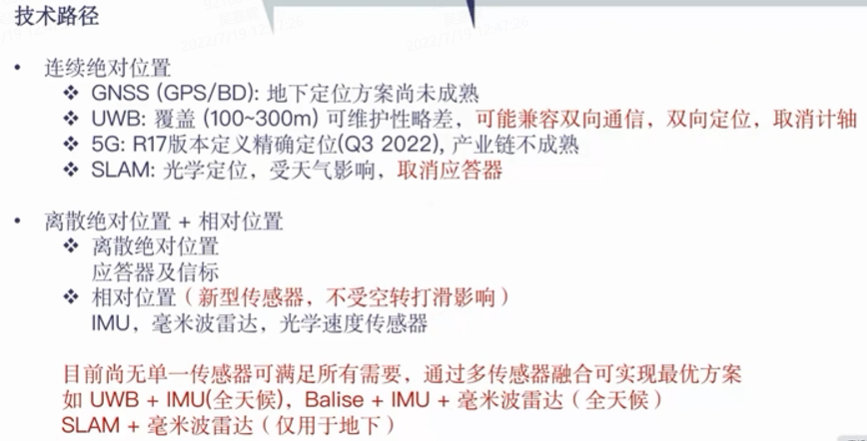 技术路径
• 连续绝对位置
❖ GNSS (GPS/BD): 地下定位方案尚未成熟
❖ UWB: 覆盖 (100~300m) 可维护性略差，可能兼容双向通信，双向定位，取消计轴
❖ 5G: R17版本定义精确定位(Q3 2022), 产业链不成熟
❖ SLAM: 光学定位，受天气影响，取消应答器
• 离散绝对位置 + 相对位置
❖ 离散绝对位置
应答器及信标
❖ 相对位置（新型传感器，不受空转打滑影响）
IMU，毫米波雷达，光学速度传感器
目前尚无单一传感器可满足所有需要，通过多传感器融合可实现最优方案
如 UWB + IMU(全天候)，Balise + IMU + 毫米波雷达（全天候）
SLAM + 毫米波雷达（仅用于地下）